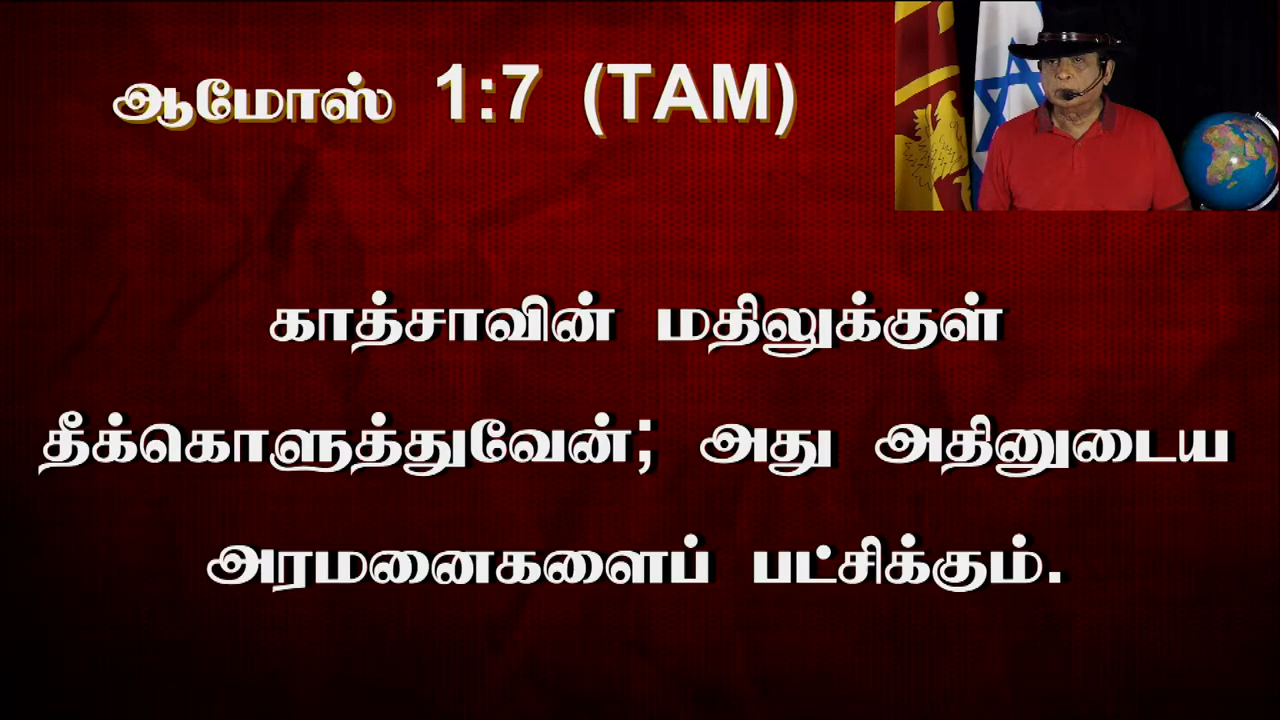 ஆமோஸ் 1:7 (TAM)
காத்சாவின் மதிலுக்குள்
தீக்கொளுத்துவேன்; அது அதினுடைய
அரமனைகளைப் பட்சிக்கும்.